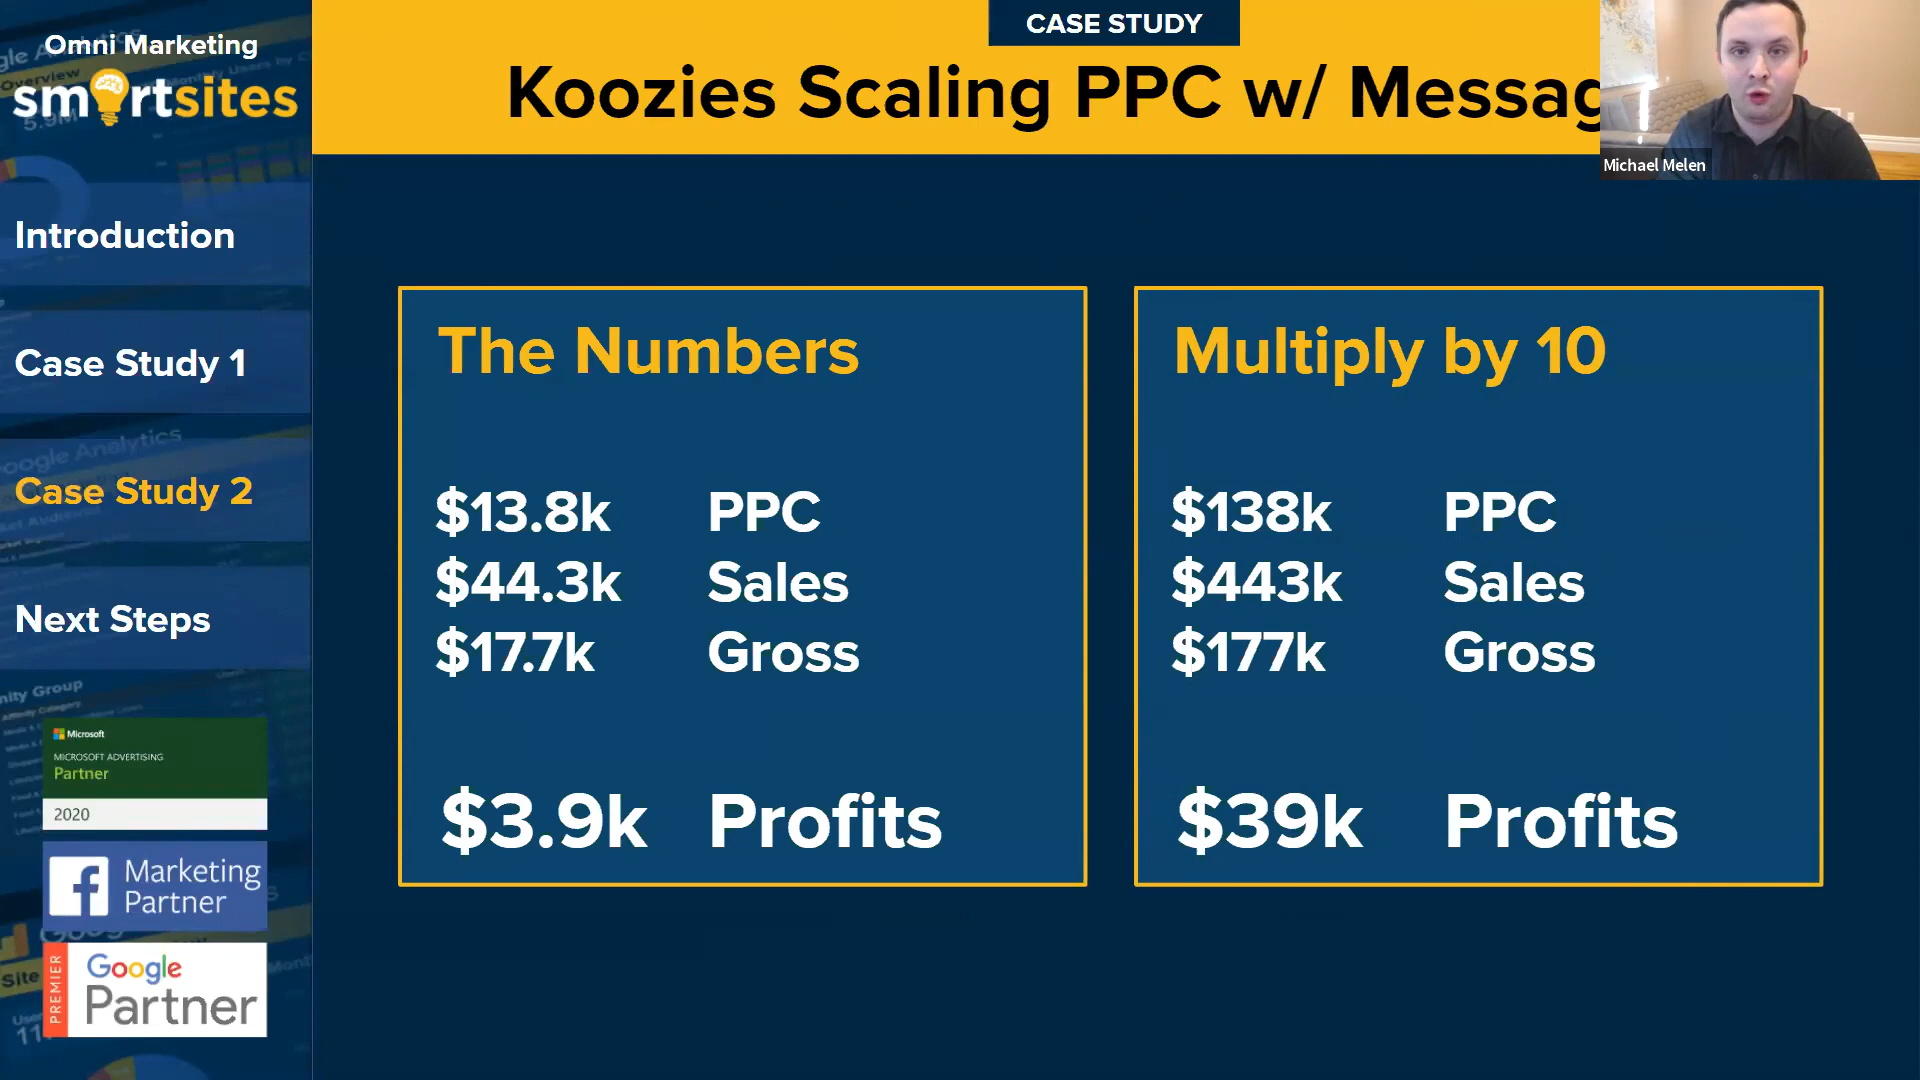 Omni Marketing
smartsites
Introduction
Case Study 1
Case Study 2
Next Steps
Microsoft
MICROSOFT ADVERTISING
Partner
2020
Marketing
Partner
PREMIER
Google
Partner
CASE STUDY
Koozies Scaling PPC w/ Messag
Michael Melen
The Numbers
$13.8k PPC
$44.3k Sales
$17.7k Gross
$3.9k Profits
Multiply by 10
$138k PPC
$443k Sales
$177k Gross
$39k Profits